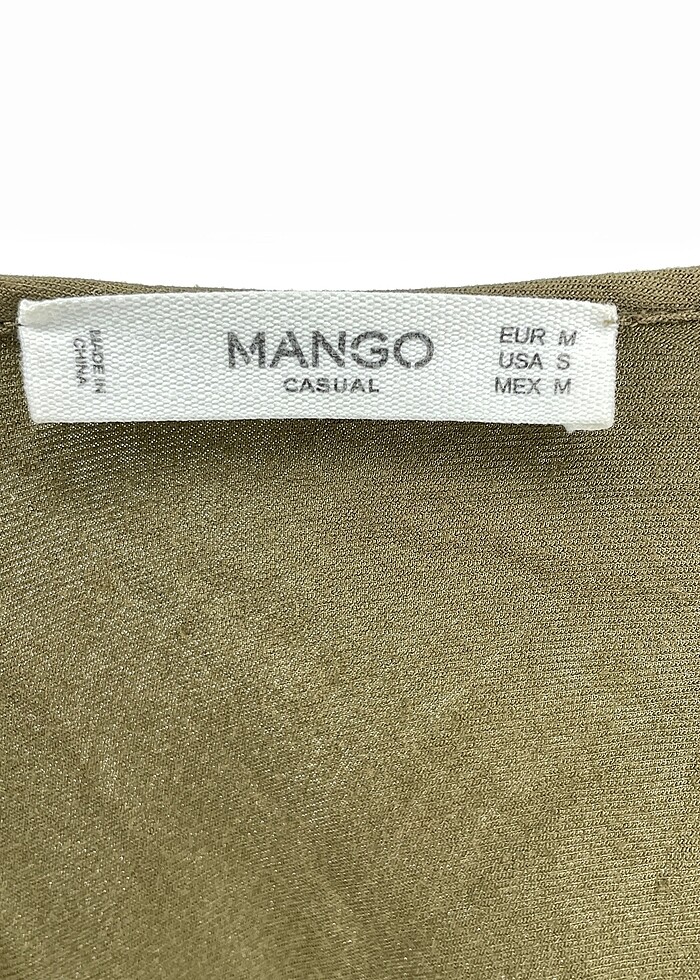 MADE IN
CHINA
MANGO
CASUAL
EUR M
USA S
MEX M